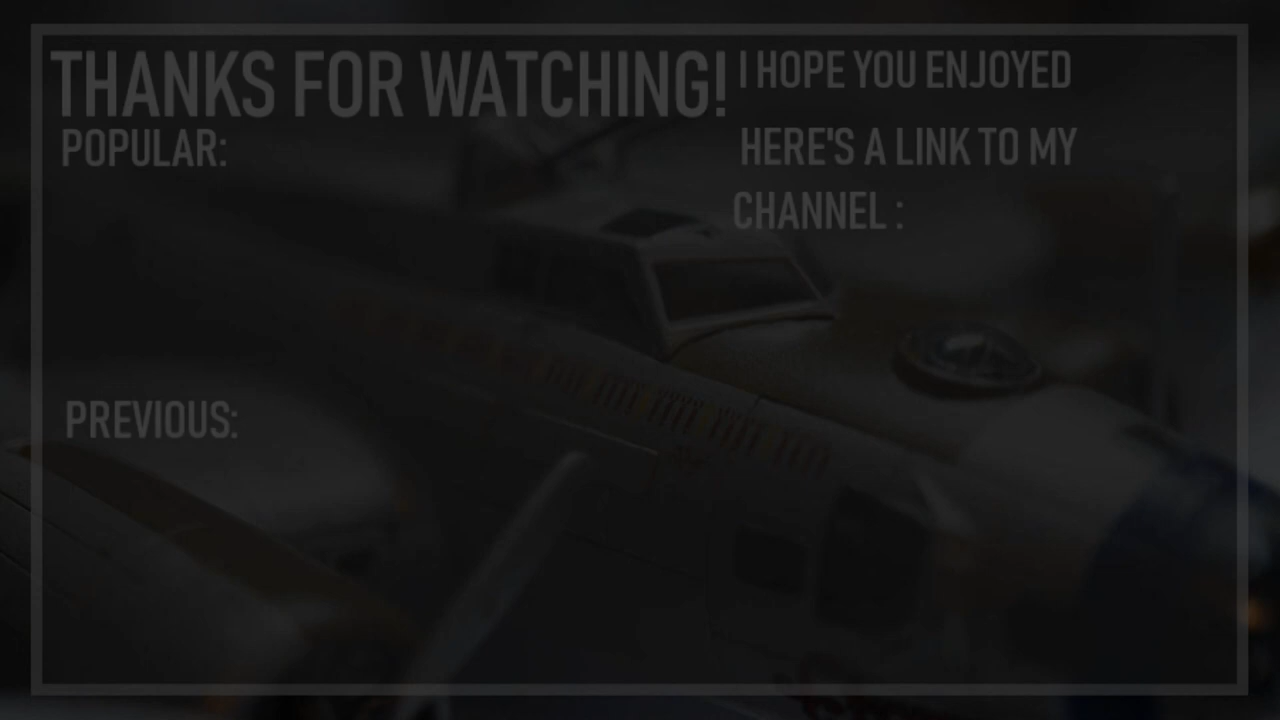 THANKS FOR WATCHING!
POPULAR:
PREVIOUS:
I HOPE YOU ENJOYED
HERE'S A LINK TO MY
CHANNEL :